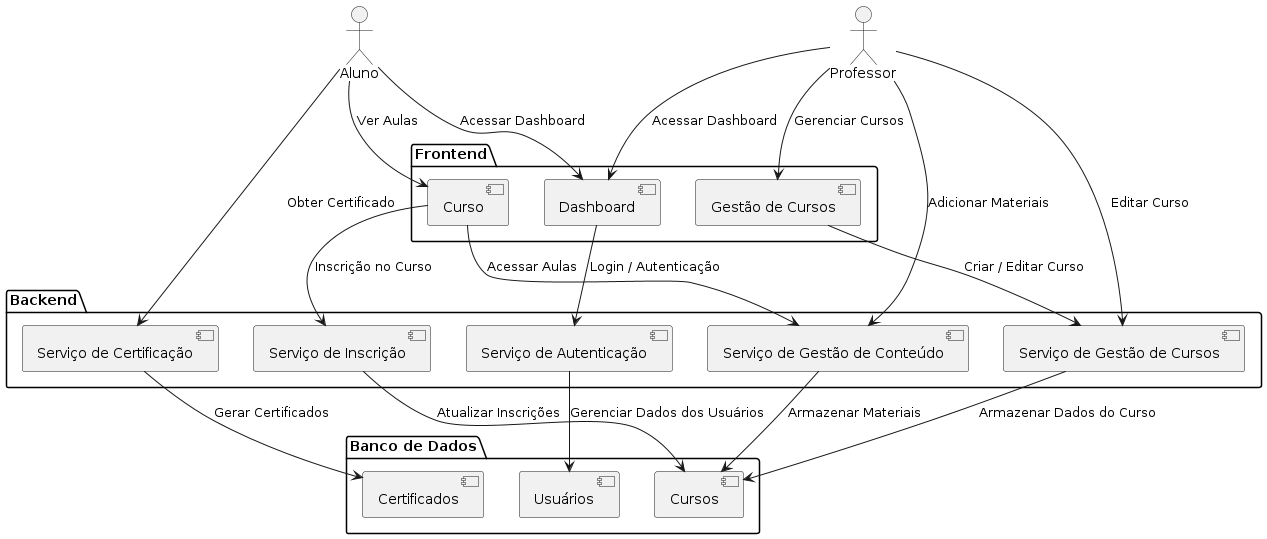 Aluno
Professor
Ver Aulas
Acessar Dashboard
Acessar Dashboard
Gerenciar Cursos
Frontend
Obter Certificado
Curso
Dashboard
Gestão de Cursos
Adicionar Materiais
Editar Curso
Inscrição no Curso
Acessar Aulas
Login / Autenticação
Criar / Editar Curso
Backend
Serviço de Certificação
Serviço de Inscrição
Serviço de Autenticação
Serviço de Gestão de Conteúdo
Serviço de Gestão de Cursos
Gerar Certificados
Atualizar Inscrições
Gerenciar Dados dos Usuários
Armazenar Materiais
Armazenar Dados do Curso
Banco de Dados
Certificados
Usuários
Cursos